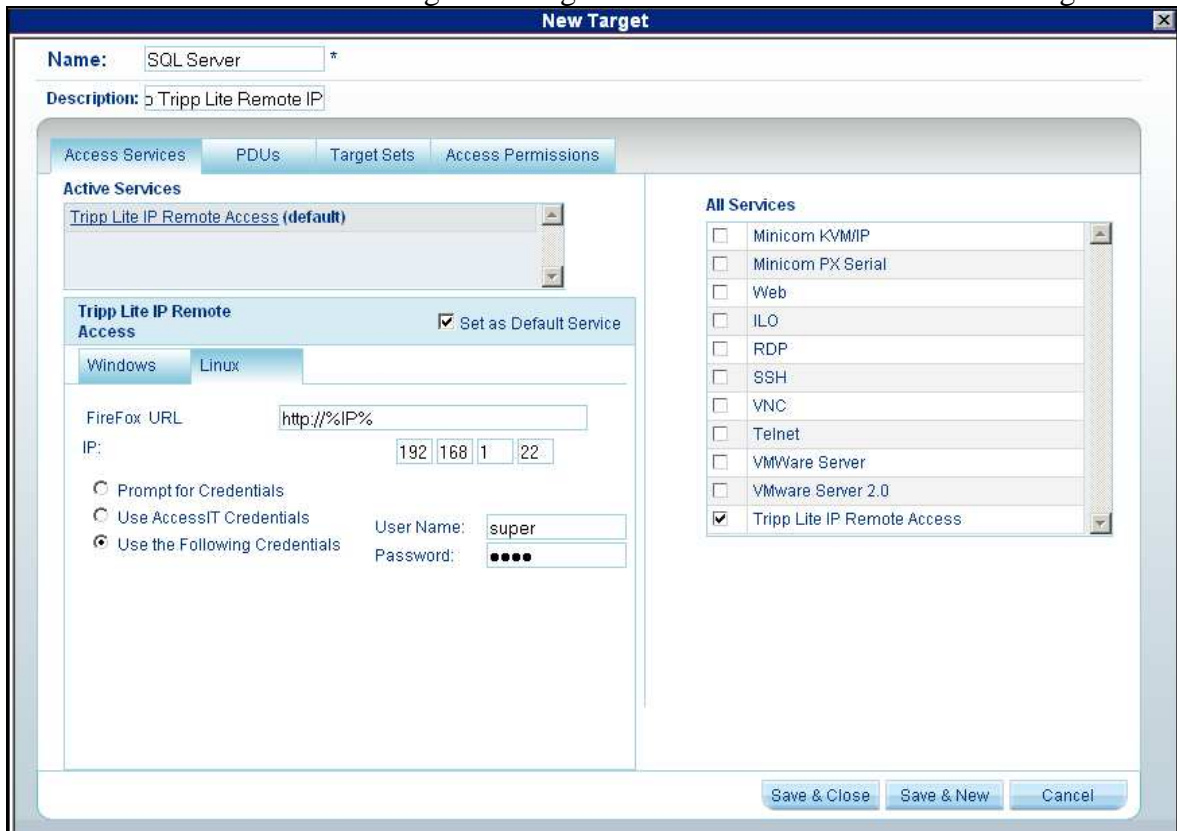 New Target
Name: SQL Server *
Description: o Tripp Lite Remote IP
Access Services PDUs Target Sets Access Permissions
Active Services
Tripp Lite IP Remote Access (default)
Tripp Lite IP Remote Access
Set as Default Service
Windows Linux
FireFox URL http://%IP%
IP: 192 168 1 22
Prompt for Credentials
Use AccessIT Credentials
Use the Following Credentials
User Name: super
Password: ●●●●
All Services
Minicom KVM/IP
Minicom PX Serial
Web
ILO
RDP
SSH
VNC
Telnet
VMWare Server
VMware Server 2.0
Tripp Lite IP Remote Access
Save & Close Save & New Cancel